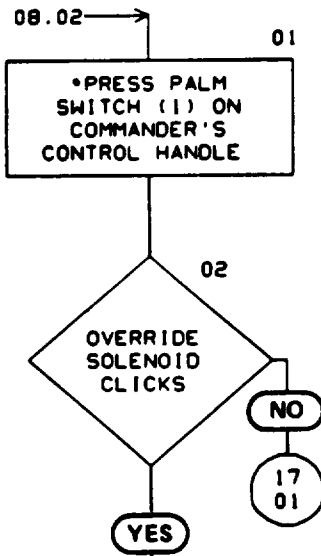 08.02
01
*PRESS PALM
SWITCH (1) ON
COMMANDER'S
CONTROL HANDLE
02
OVERRIDE
SOLENOID
CLICKS
NO
17
01
YES